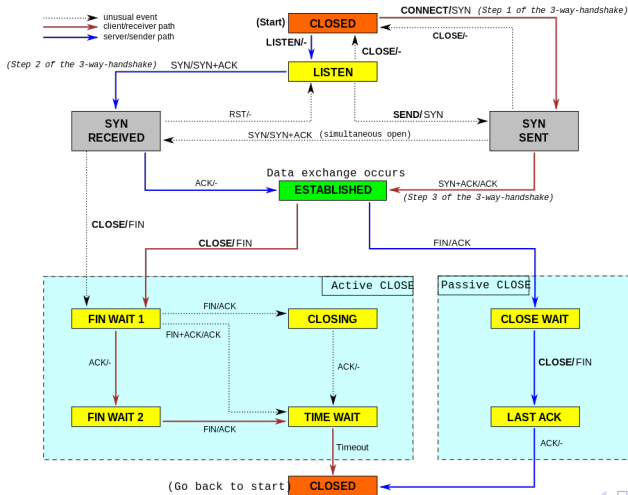 unusual event
client/receiver path
server/sender path
(Start)
CLOSED
CONNECT/SYN (Step 1 of the 3-way-handshake)
CLOSE/-
LISTEN/-
CLOSE/-
(Step 2 of the 3-way-handshake)
SYN/SYN+ACK
LISTEN
RST/-
SEND/SYN
SYN
RECEIVED
SYN
SENT
SYN/SYN+ACK (simultaneous open)
Data exchange occurs
ACK/-
ESTABLISHED
SYN+ACK/ACK
(Step 3 of the 3-way-handshake)
CLOSE/FIN
CLOSE/FIN
FIN/ACK
Active CLOSE
Passive CLOSE
FIN WAIT 1
FIN/ACK
CLOSING
CLOSE WAIT
FIN+ACK/ACK
ACK/-
ACK/-
CLOSE/FIN
FIN WAIT 2
FIN/ACK
TIME WAIT
LAST ACK
Timeout
ACK/-
(Go back to start)
CLOSED